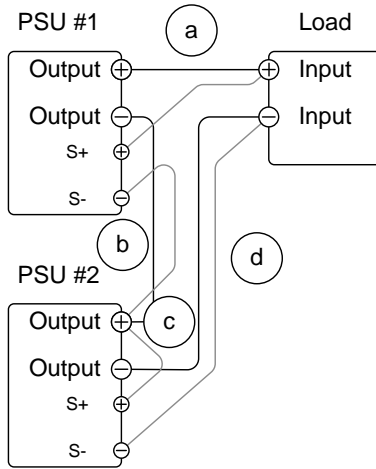 PSU #1
a
Load
Output
Input
Output
Input
S+
S-
b
d
PSU #2
Output
c
Output
S+
S-